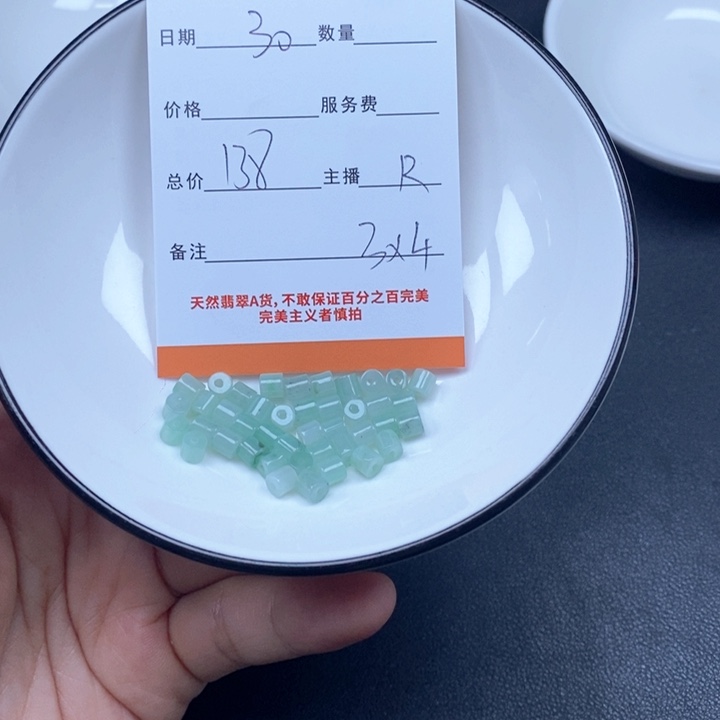 日期 30 数量
价格 服务费
总价 138 主播 R
备注 3x4
天然翡翠A货,不敢保证百分之百完美
完美主义者慎拍